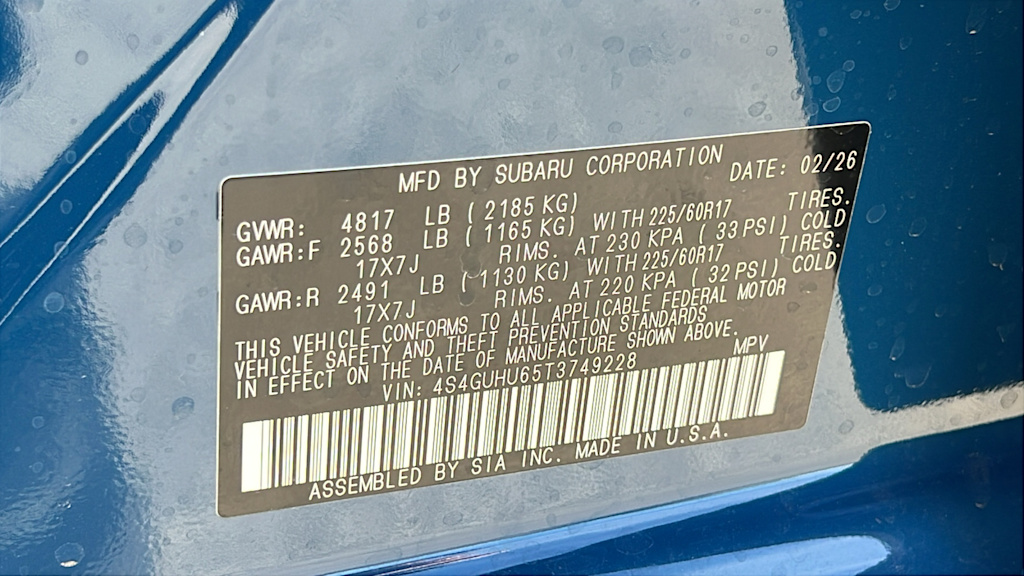 MFD BY SUBARU CORPORATION DATE: 02/26
GVWR: 4817 LB ( 2185 KG)
GAWR:F 2568 LB ( 1165 KG) WITH 225/60R17 TIRES.
17X7J RIMS. AT 230 KPA ( 33 PSI) COLD
GAWR:R 2491 LB ( 1130 KG) WITH 225/60R17 TIRES.
17X7J RIMS. AT 220 KPA ( 32 PSI) COLD
THIS VEHICLE CONFORMS TO ALL APPLICABLE FEDERAL MOTOR
VEHICLE SAFETY AND THEFT PREVENTION STANDARDS
IN EFFECT ON THE DATE OF MANUFACTURE SHOWN ABOVE.
VIN: 4S4GUHU65T3749228 MPV
ASSEMBLED BY SIA INC. MADE IN U.S.A.